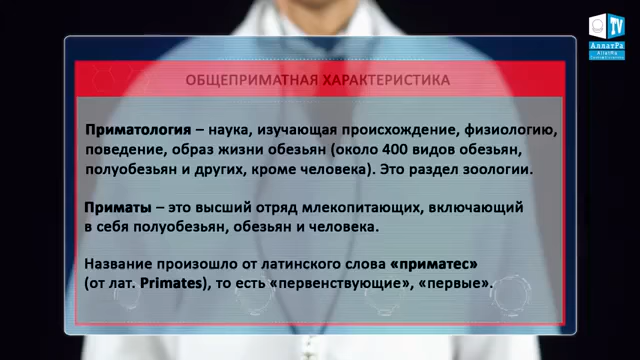 TV
АллатРа
AllatRa
ОБЩЕПРИМАТНАЯ ХАРАКТЕРИСТИКА
Приматология – наука, изучающая происхождение, физиологию,
поведение, образ жизни обезьян (около 400 видов обезьян,
полуобезьян и других, кроме человека). Это раздел зоологии.
Приматы – это высший отряд млекопитающих, включающий
в себя полуобезьян, обезьян и человека.
Название произошло от латинского слова «приматес»
(от лат. Primates), то есть «первенствующие», «первые».